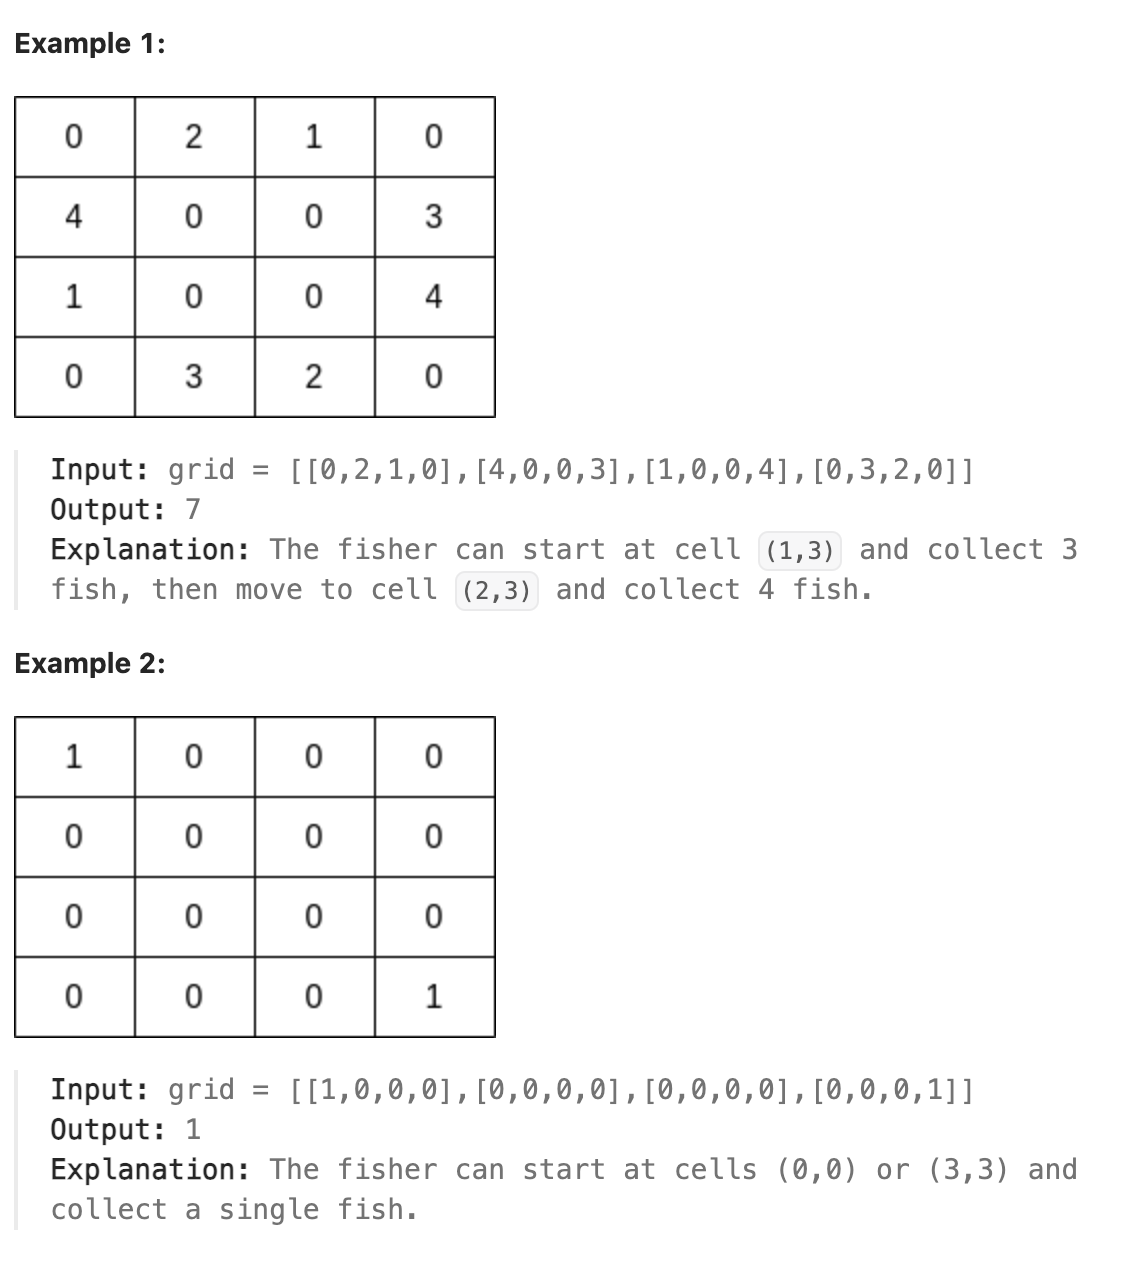 Example 1:
0 2 1 0
4 0 0 3
1 0 0 4
0 3 2 0
Input: grid = [[0,2,1,0],[4,0,0,3],[1,0,0,4],[0,3,2,0]]
Output: 7
Explanation: The fisher can start at cell (1,3) and collect 3
fish, then move to cell (2,3) and collect 4 fish.
Example 2:
1 0 0 0
0 0 0 0
0 0 0 0
0 0 0 1
Input: grid = [[1,0,0,0],[0,0,0,0],[0,0,0,0],[0,0,0,1]]
Output: 1
Explanation: The fisher can start at cells (0,0) or (3,3) and
collect a single fish.